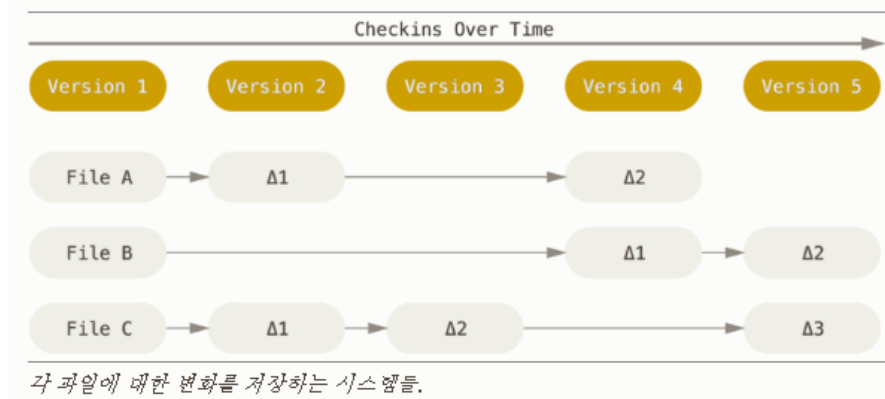 Checkins Over Time
Version 1 Version 2 Version 3 Version 4 Version 5
File A Δ1 Δ2
File B Δ1 Δ2
File C Δ1 Δ2 Δ3
각 파일에 대한 변화를 저장하는 시스템들.